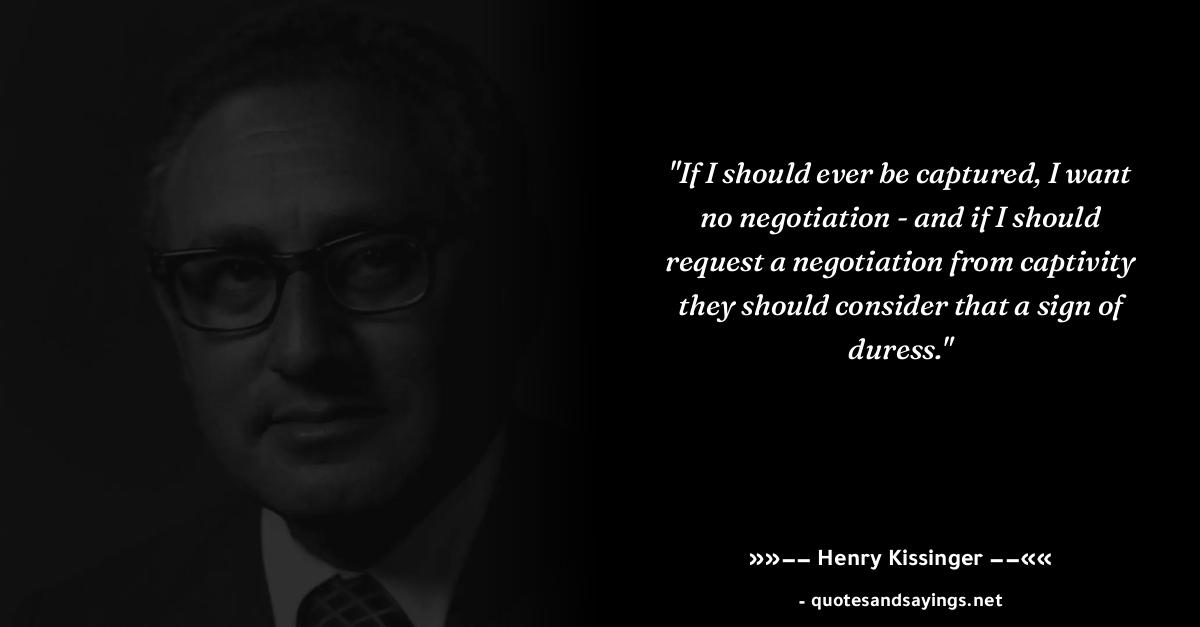 "If I should ever be captured, I want
no negotiation - and if I should
request a negotiation from captivity
they should consider that a sign of
duress."
»»−− Henry Kissinger −−««
- quotesandsayings.net